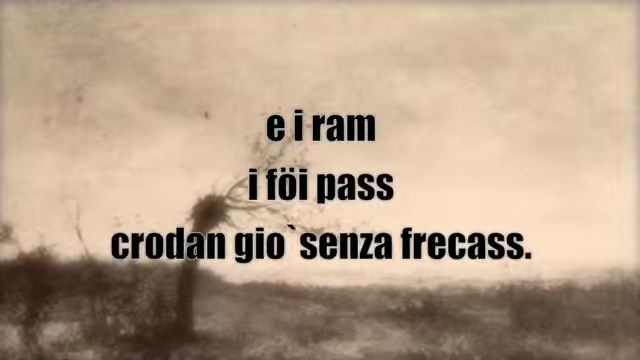 e i ram
i föi pass
crodan gio`senza frecass.